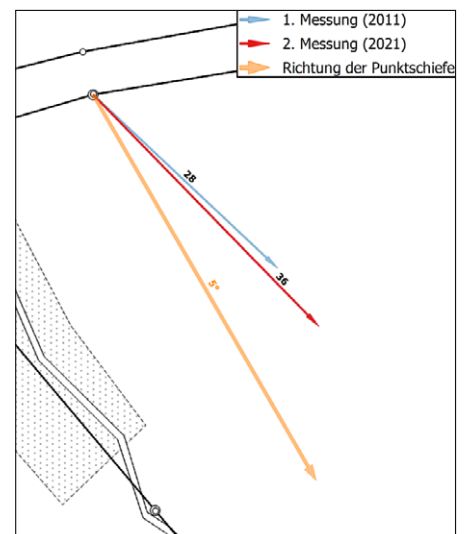 1. Messung (2011)
2. Messung (2021)
Richtung der Punktschiefe
28
36
5°